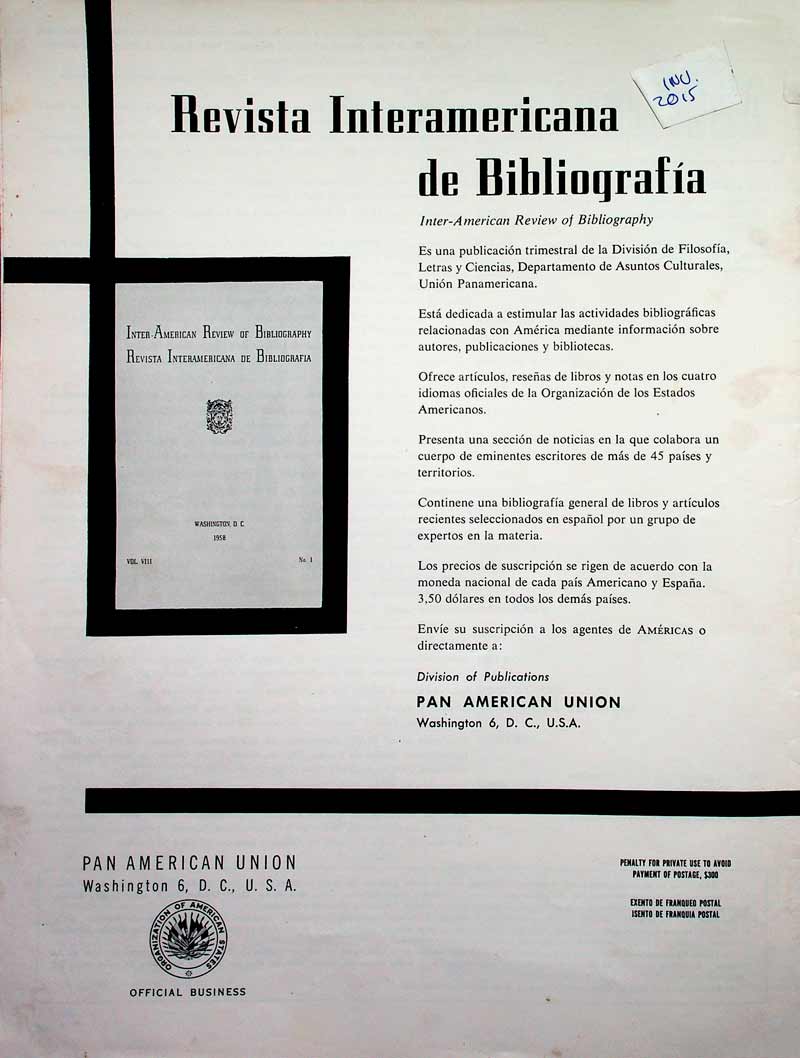 INV.
2015
Revista Interamericana
de Bibliografía
Inter-American Review of Bibliography
Es una publicación trimestral de la División de Filosofía,
Letras y Ciencias, Departamento de Asuntos Culturales,
Unión Panamericana.
Está dedicada a estimular las actividades bibliográficas
relacionadas con América mediante información sobre
autores, publicaciones y bibliotecas.
Ofrece artículos, reseñas de libros y notas en los cuatro
idiomas oficiales de la Organización de los Estados
Americanos.
Presenta una sección de noticias en la que colabora un
cuerpo de eminentes escritores de más de 45 países y
territorios.
Continene una bibliografía general de libros y artículos
recientes seleccionados en español por un grupo de
expertos en la materia.
Los precios de suscripción se rigen de acuerdo con la
moneda nacional de cada país Americano y España.
3,50 dólares en todos los demás países.
Envíe su suscripción a los agentes de AMÉRICAS o
directamente a:
Division of Publications
PAN AMERICAN UNION
Washington 6, D. C., U.S.A.
INTER-AMERICAN REVIEW OF BIBLIOGRAPHY
REVISTA INTERAMERICANA DE BIBLIOGRAFIA
WASHINGTON, D. C.
1958
VOL. VIII
No. 1
PAN AMERICAN UNION
Washington 6, D. C., U. S. A.
ORGANIZATION OF AMERICAN STATES
OFFICIAL BUSINESS
PENALTY FOR PRIVATE USE TO AVOID
PAYMENT OF POSTAGE, $300
EXENTO DE FRANQUEO POSTAL
ISENTO DE FRANQUIA POSTAL